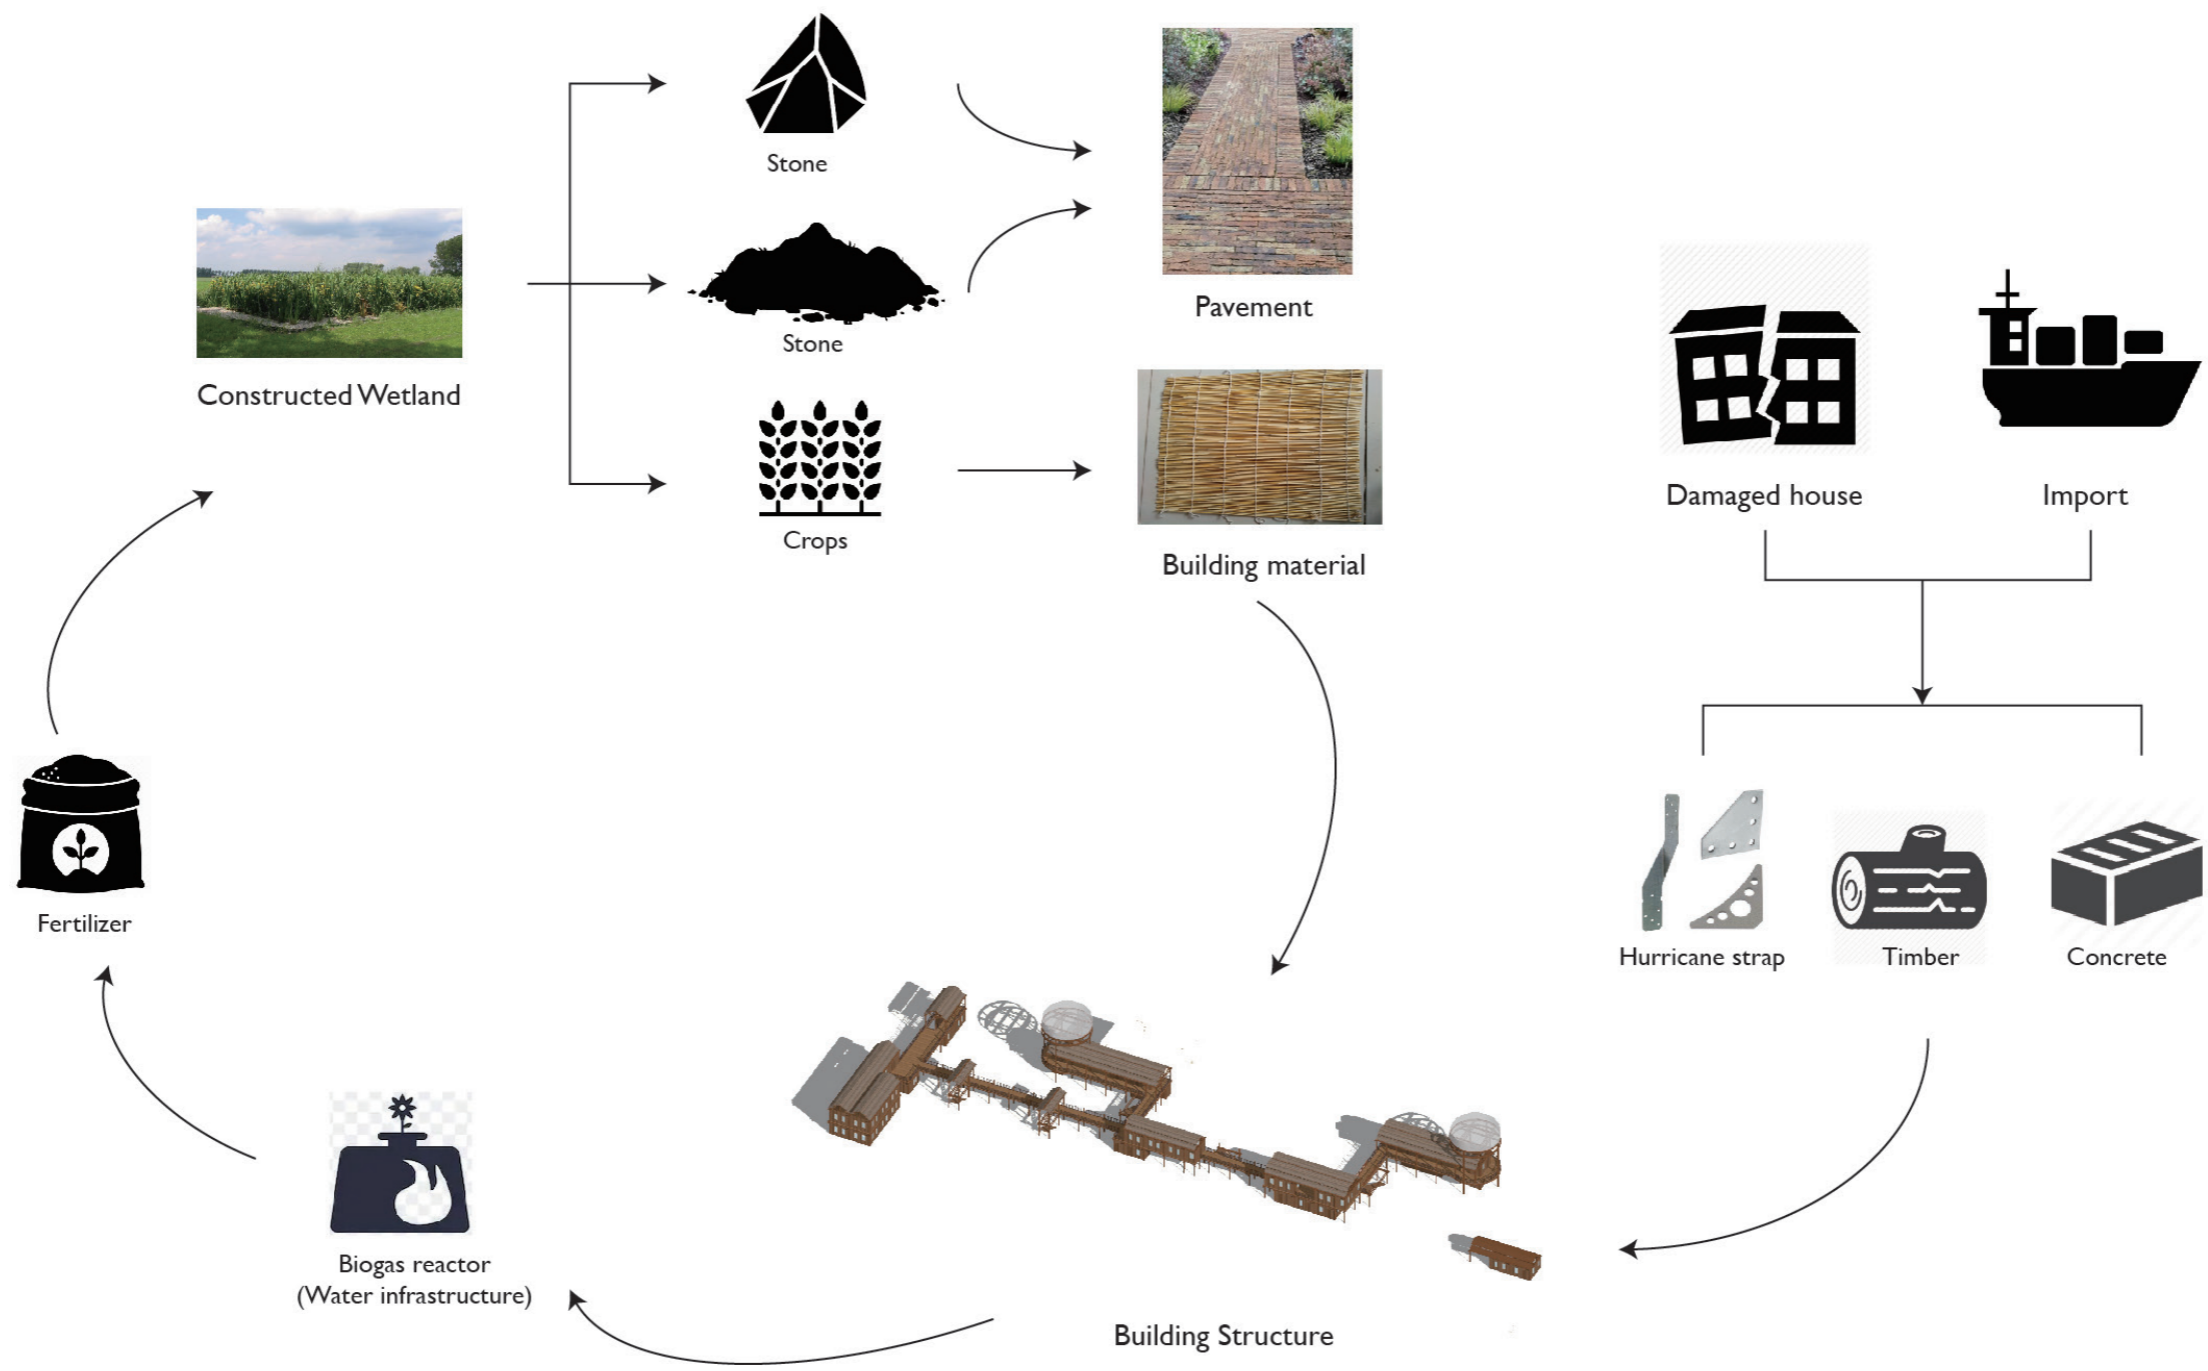 Stone
Stone
Crops
Constructed Wetland
Pavement
Building material
Damaged house
Import
Hurricane strap
Timber
Concrete
Fertilizer
Biogas reactor
(Water infrastructure)
Building Structure